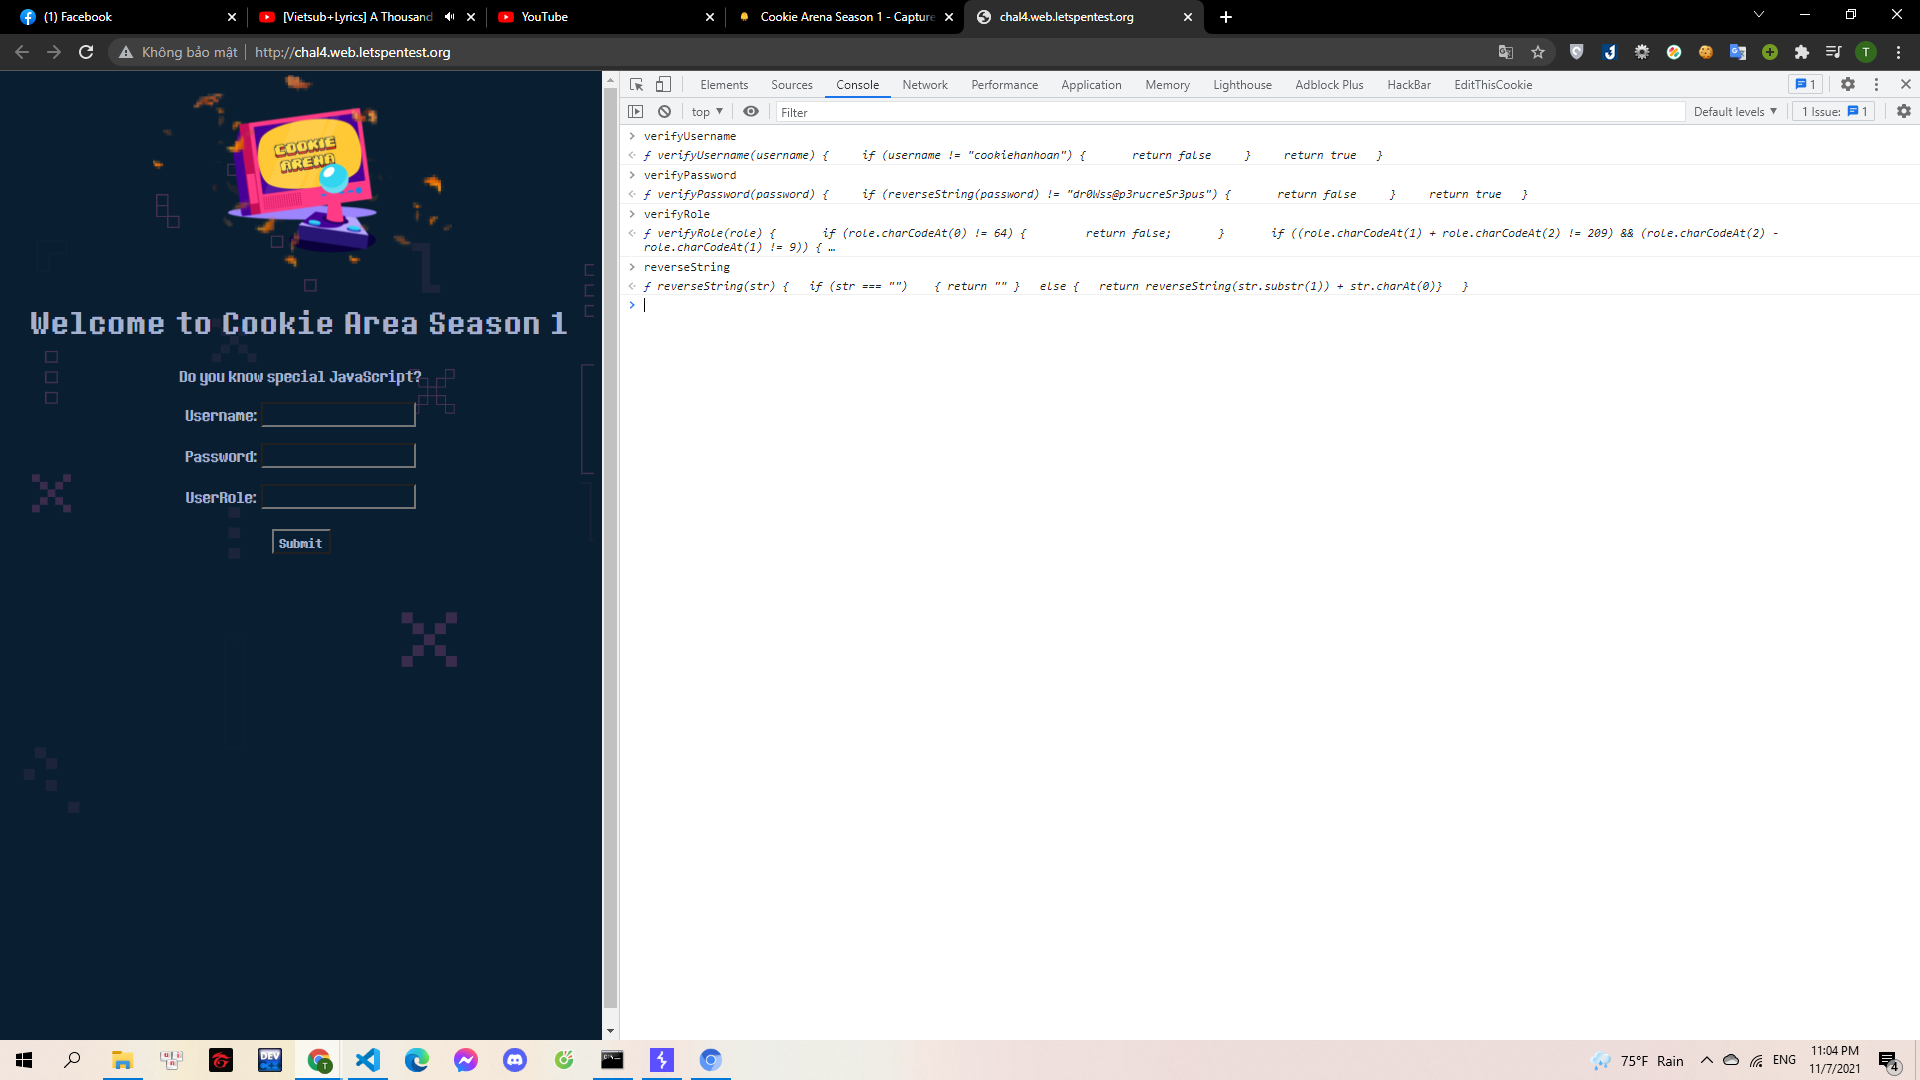 (1) Facebook
[Vietsub+Lyrics] A Thousand
YouTube
Cookie Arena Season 1 - Capture
chal4.web.letspentest.org
Không bảo mật
http://chal4.web.letspentest.org
T
COOKIE
ARENA
Welcome to Cookie Area Season 1
Do you know special JavaScript?
Username:
Password:
UserRole:
Submit
Elements
Sources
Console
Network
Performance
Application
Memory
Lighthouse
Adblock Plus
HackBar
EditThisCookie
1
top
Filter
Default levels
1 Issue:
1
verifyUsername
ƒ verifyUsername(username) { if (username != "cookiehanhoan") { return false } return true }
verifyPassword
ƒ verifyPassword(password) { if (reverseString(password) != "dr0Wss@p3rucreSr3pus") { return false } return true }
verifyRole
ƒ verifyRole(role) { if (role.charCodeAt(0) != 64) { return false; } if ((role.charCodeAt(1) + role.charCodeAt(2) != 209) && (role.charCodeAt(2) -
role.charCodeAt(1) != 9)) { …
reverseString
ƒ reverseString(str) { if (str === "") { return "" } else { return reverseString(str.substr(1)) + str.charAt(0)} }
DEV
75°F Rain
ENG
11:04 PM
11/7/2021
4